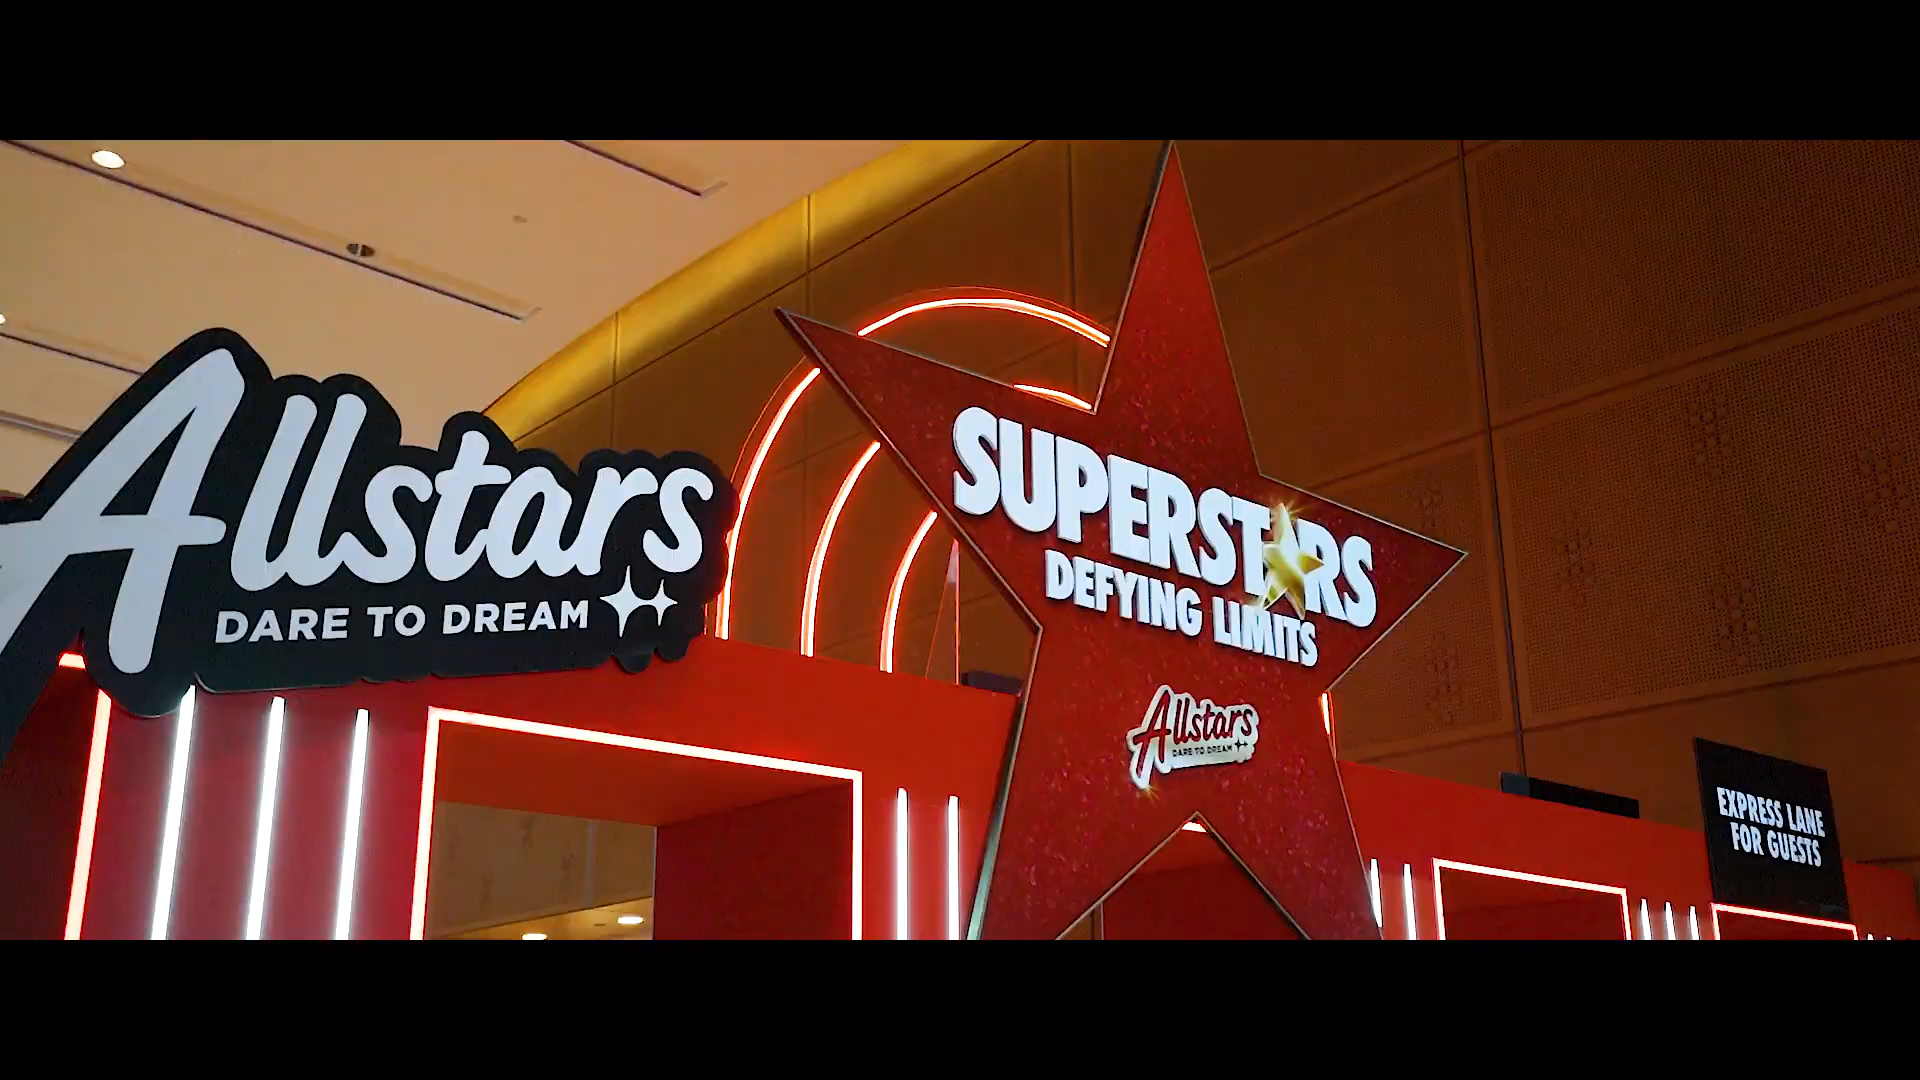 Allstars
DARE TO DREAM
SUPERSTARS
DEFYING LIMITS
Allstars
DARE TO DREAM
EXPRESS LANE
FOR GUESTS